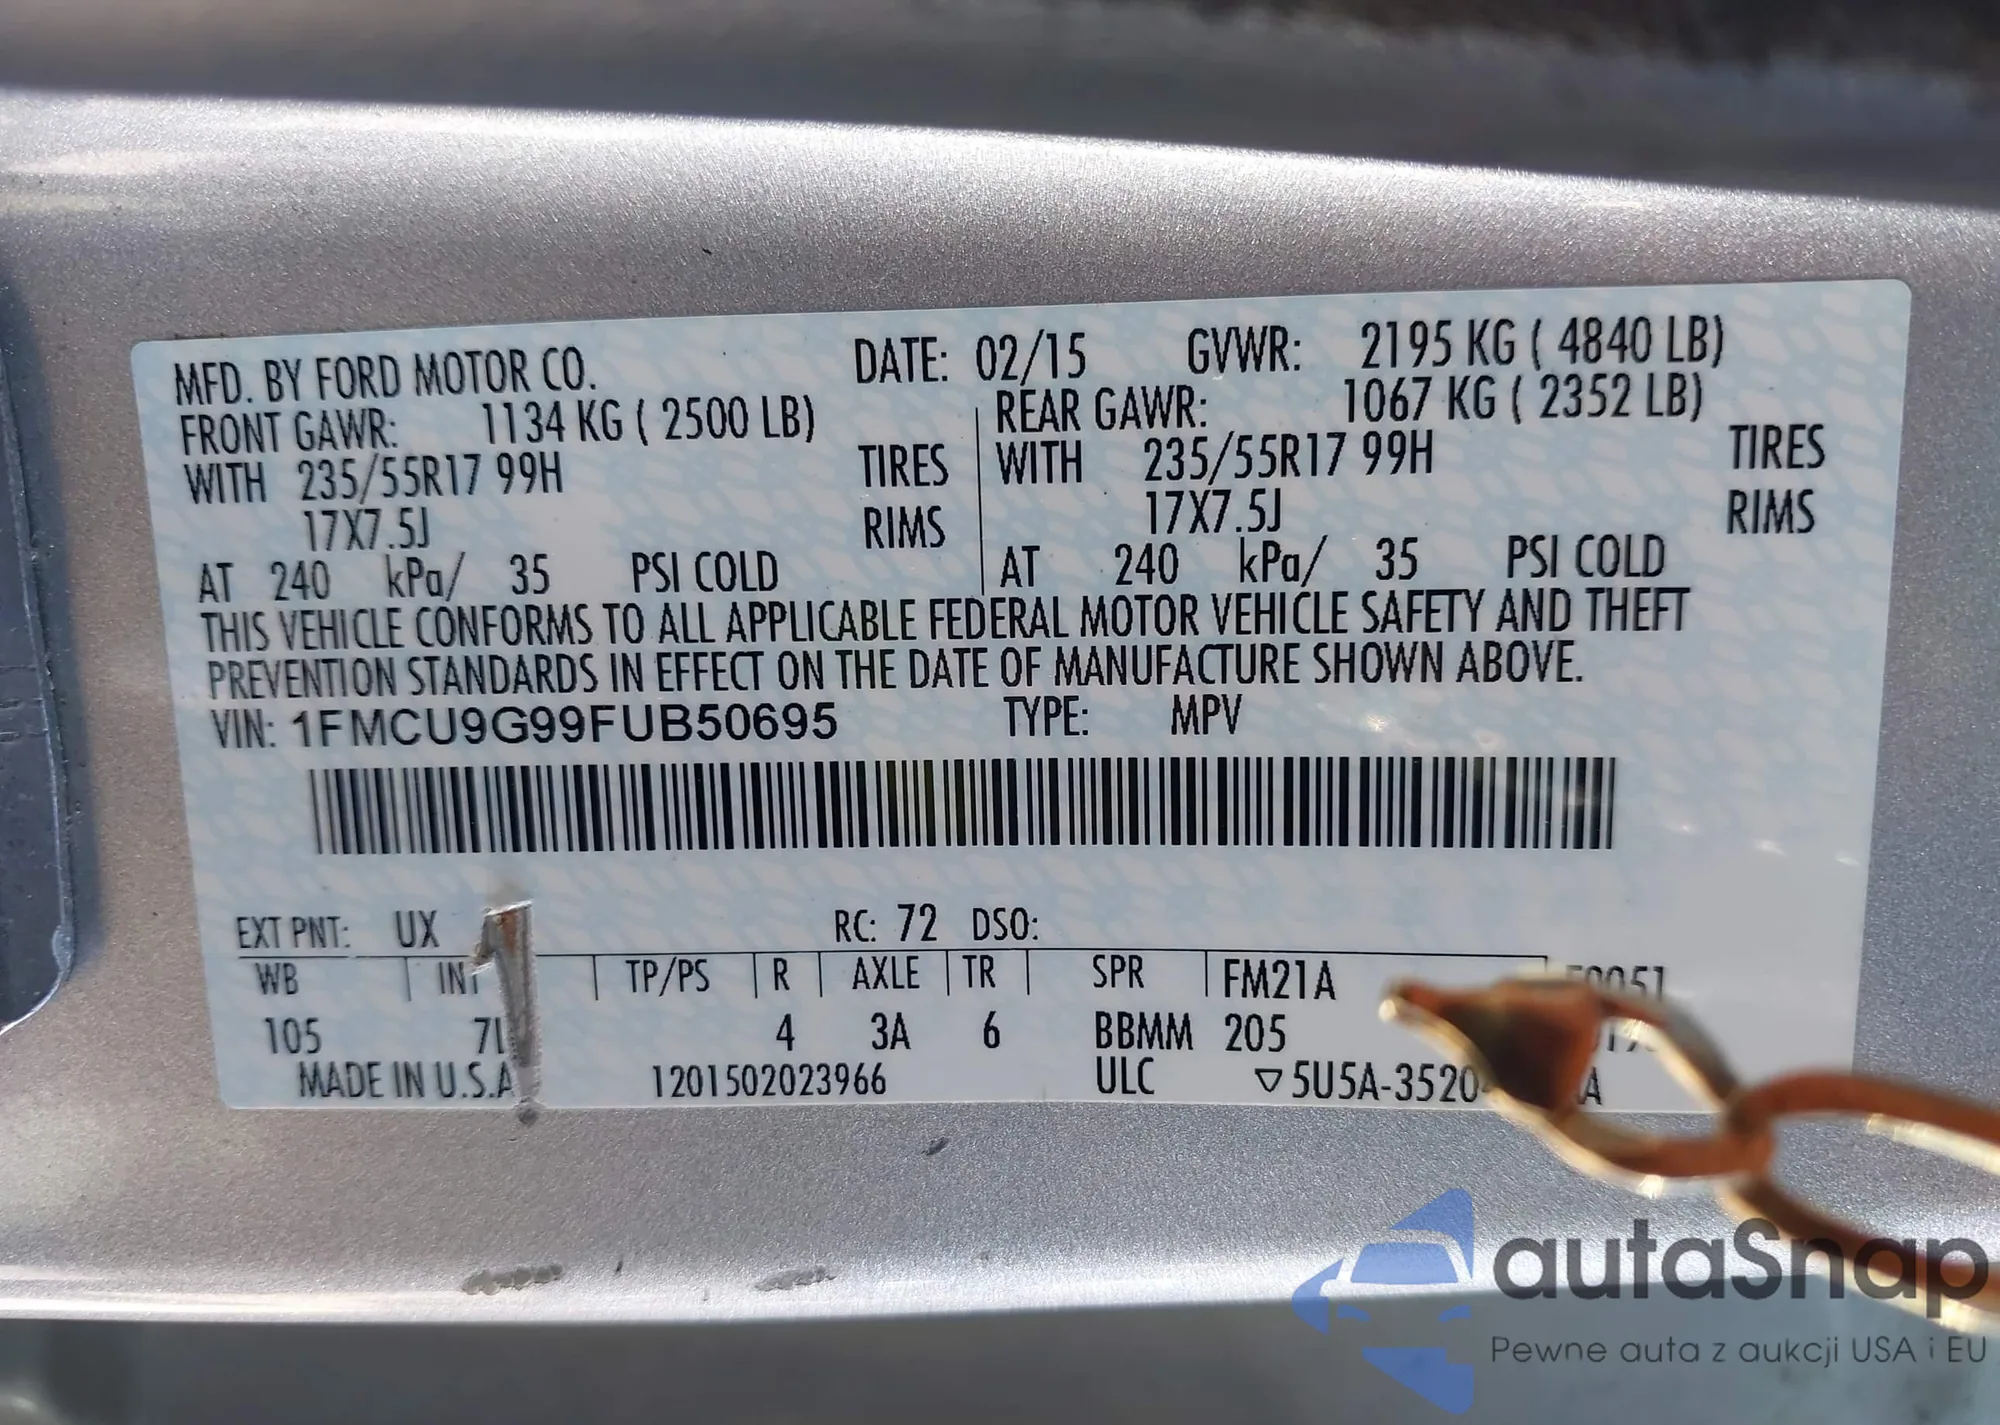 MFD. BY FORD MOTOR CO. DATE: 02/15 GVWR: 2195 KG ( 4840 LB)
FRONT GAWR: 1134 KG ( 2500 LB) REAR GAWR: 1067 KG ( 2352 LB)
WITH 235/55R17 99H TIRES WITH 235/55R17 99H TIRES
17X7.5J RIMS 17X7.5J RIMS
AT 240 kPa/ 35 PSI COLD AT 240 kPa/ 35 PSI COLD
THIS VEHICLE CONFORMS TO ALL APPLICABLE FEDERAL MOTOR VEHICLE SAFETY AND THEFT
PREVENTION STANDARDS IN EFFECT ON THE DATE OF MANUFACTURE SHOWN ABOVE.
VIN: 1FMCU9G99FUB50695 TYPE: MPV
EXT PNT: UX RC: 72 DSO:
WB TP/PS R AXLE TR SPR FM21A
105 4 3A 6 BBMM 205
MADE IN U.S.A 1201502023966 ULC ▽5U5A-3520
autaSnap
Pewne auta z aukcji USA i EU